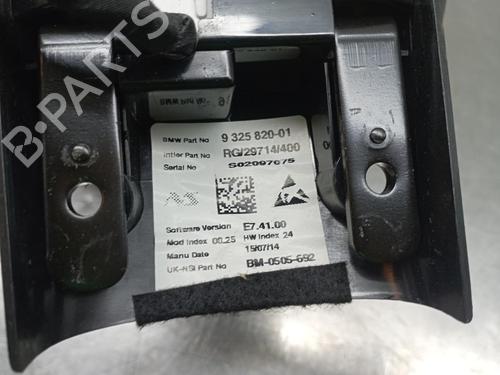 B-PARTS
BMW Part No 9 325 820-01
Intier Part No RG/29714/400
Serial No S02097675
Software Version E7.41.00
Mod Index 00.25 HW Index 24
Manu Date 15/07/14
UK-NSI Part No BM-0505-692